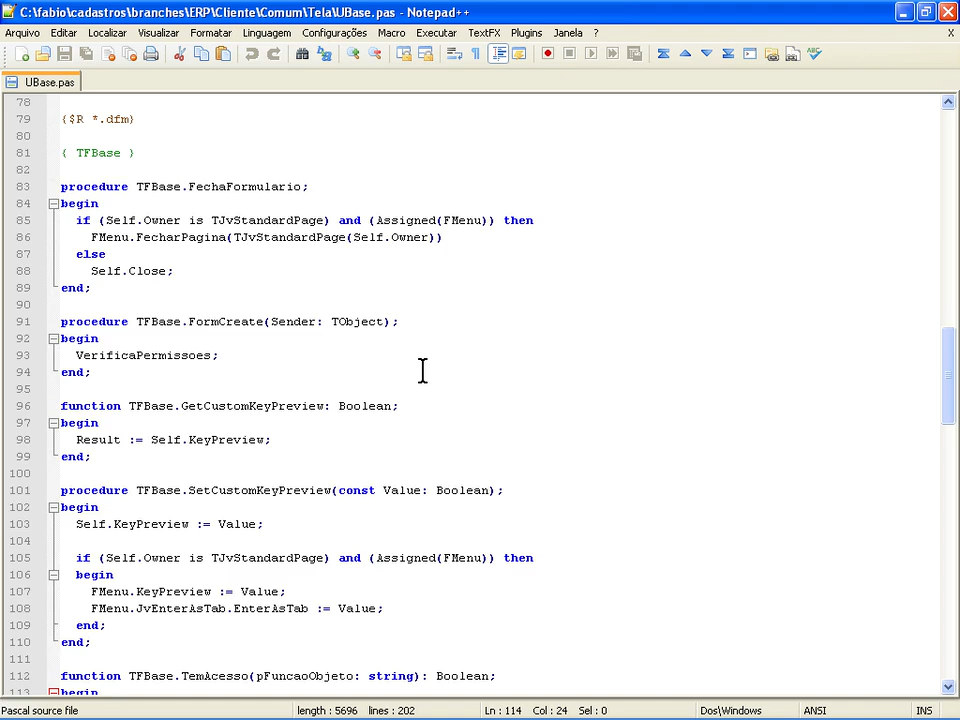 C:\fabio\cadastros\branches\ERP\Cliente\Comum\Tela\UBase.pas - Notepad++
Arquivo Editar Localizar Visualizar Formatar Linguagem Configurações Macro Executar TextFX Plugins Janela ? X
UBase.pas
78
79 {$R *.dfm}
80
81 { TFBase }
82
83 procedure TFBase.FechaFormulario;
84 begin
85 if (Self.Owner is TJvStandardPage) and (Assigned(FMenu)) then
86 FMenu.FecharPagina(TJvStandardPage(Self.Owner))
87 else
88 Self.Close;
89 end;
90
91 procedure TFBase.FormCreate(Sender: TObject);
92 begin
93 VerificaPermissoes;
94 end;
95
96 function TFBase.GetCustomKeyPreview: Boolean;
97 begin
98 Result := Self.KeyPreview;
99 end;
100
101 procedure TFBase.SetCustomKeyPreview(const Value: Boolean);
102 begin
103 Self.KeyPreview := Value;
104
105 if (Self.Owner is TJvStandardPage) and (Assigned(FMenu)) then
106 begin
107 FMenu.KeyPreview := Value;
108 FMenu.JvEnterAsTab.EnterAsTab := Value;
109 end;
110 end;
111
112 function TFBase.TemAcesso(pFuncaoObjeto: string): Boolean;
113 begin
Pascal source file length : 5696 lines : 202 Ln : 114 Col : 24 Sel : 0 Dos\Windows ANSI INS